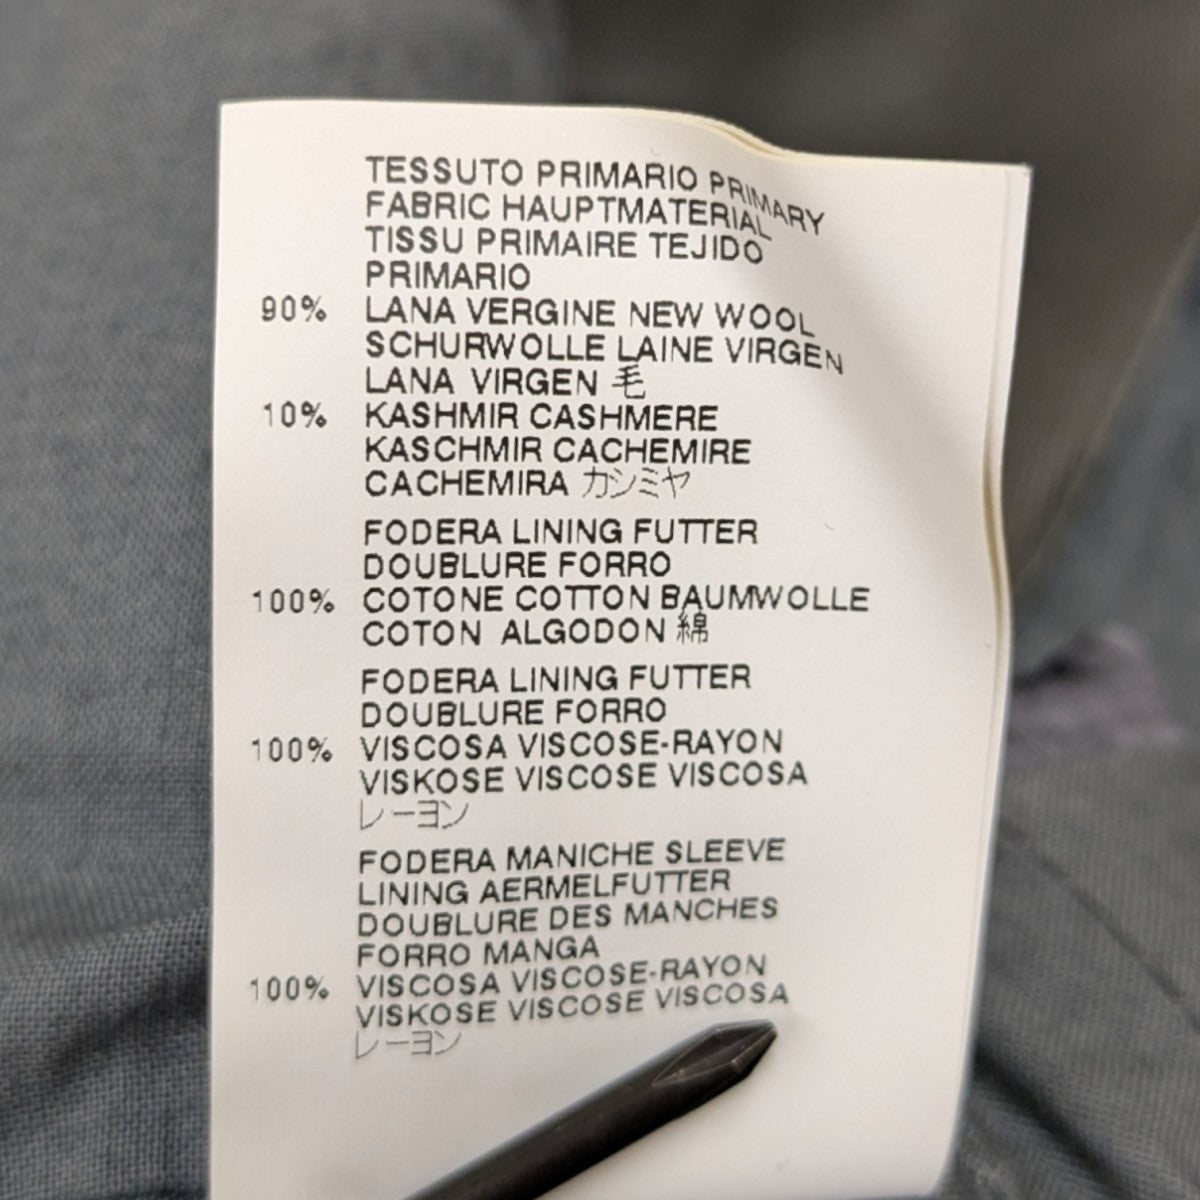 TESSUTO PRIMARIO PRIMARY
FABRIC HAUPTMATERIAL
TISSU PRIMAIRE TEJIDO
PRIMARIO
90% LANA VERGINE NEW WOOL
SCHURWOLLE LAINE VIRGEN
LANA VIRGEN 毛
10% KASHMIR CASHMERE
KASCHMIR CACHEMIRE
CACHEMIRA カシミヤ
FODERA LINING FUTTER
DOUBLURE FORRO
100% COTONE COTTON BAUMWOLLE
COTON ALGODON 綿
FODERA LINING FUTTER
DOUBLURE FORRO
100% VISCOSA VISCOSE-RAYON
VISKOSE VISCOSE VISCOSA
レーヨン
FODERA MANICHE SLEEVE
LINING AERMELFUTTER
DOUBLURE DES MANCHES
FORRO MANGA
100% VISCOSA VISCOSE-RAYON
VISKOSE VISCOSE VISCOSA
レーヨン